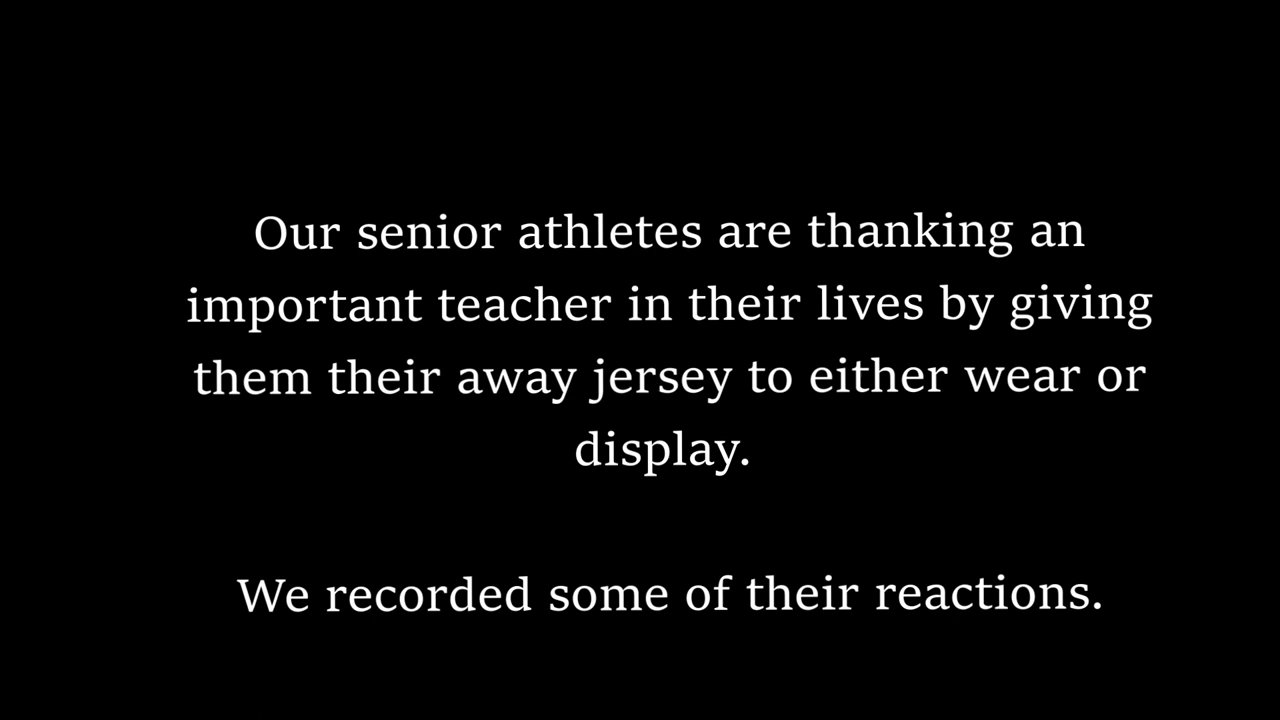 Our senior athletes are thanking an
important teacher in their lives by giving
them their away jersey to either wear or
display.
We recorded some of their reactions.